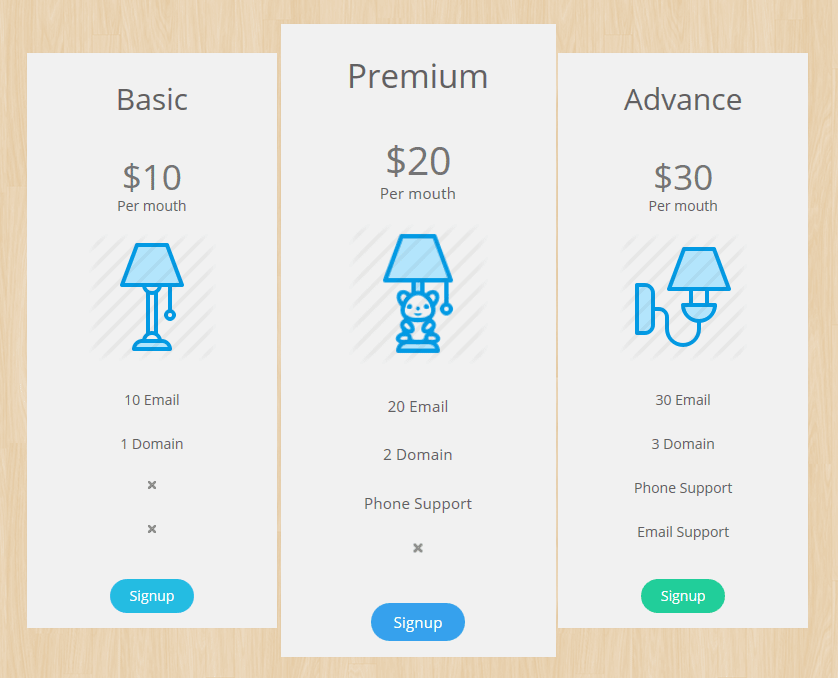 Basic
$10
Per mouth
10 Email
1 Domain
Signup
Premium
$20
Per mouth
20 Email
2 Domain
Phone Support
Signup
Advance
$30
Per mouth
30 Email
3 Domain
Phone Support
Email Support
Signup